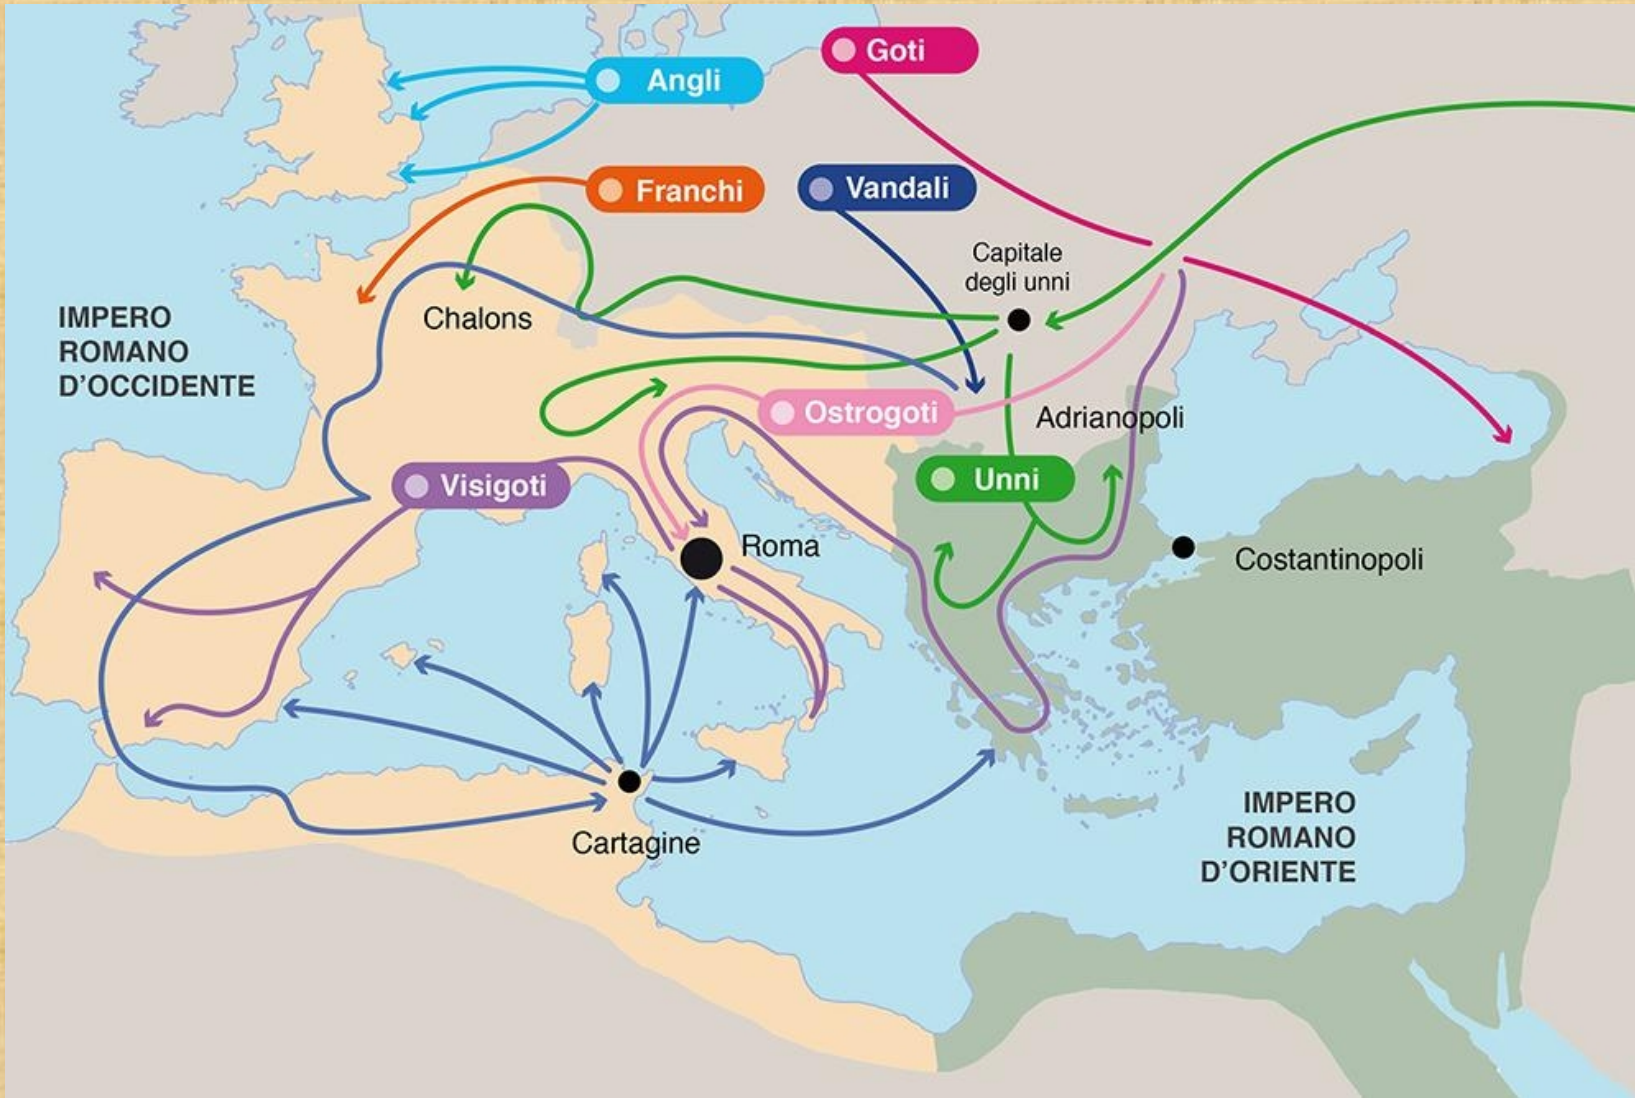 Goti
Angli
Franchi
Vandali
Capitale
degli unni
Chalons
IMPERO
ROMANO
D'OCCIDENTE
Ostrogoti
Adrianopoli
Visigoti
Unni
Roma
Costantinopoli
Cartagine
IMPERO
ROMANO
D'ORIENTE